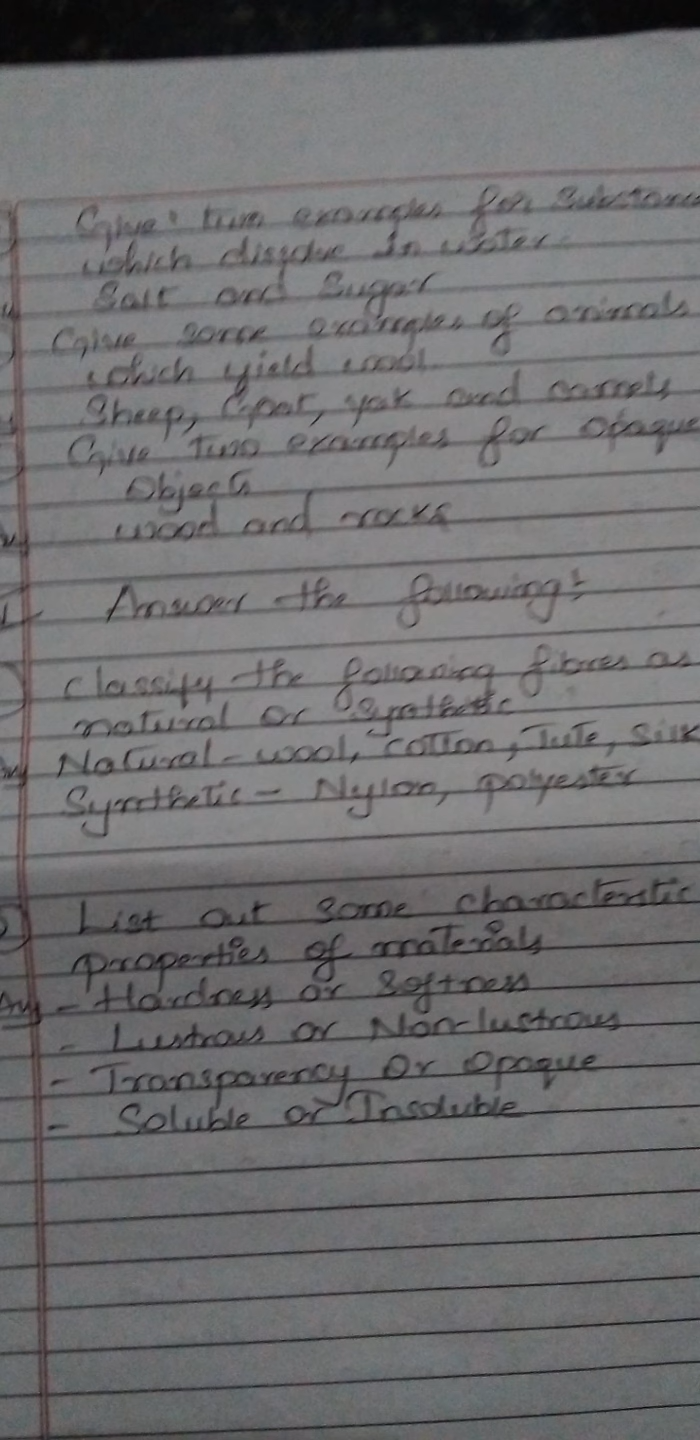 Give two examples for Substanc
which disolve in water.
Salt and Sugar
Give some examples of animals
which yield wool.
Sheep, Goat, yak and camels
Give Two examples for opaque
Objects
wood and rocks
Answer the following:
Classify the following fibres as
natural or Synthetic
Natural - wool, cotton, Jute, Silk
Synthetic - Nylon, polyester
List out some characteristic
properties of materials
Ans - Hardness or Softness
- Lustrous or Non-lustrous
- Transparency Or Opaque
- Soluble or Insoluble